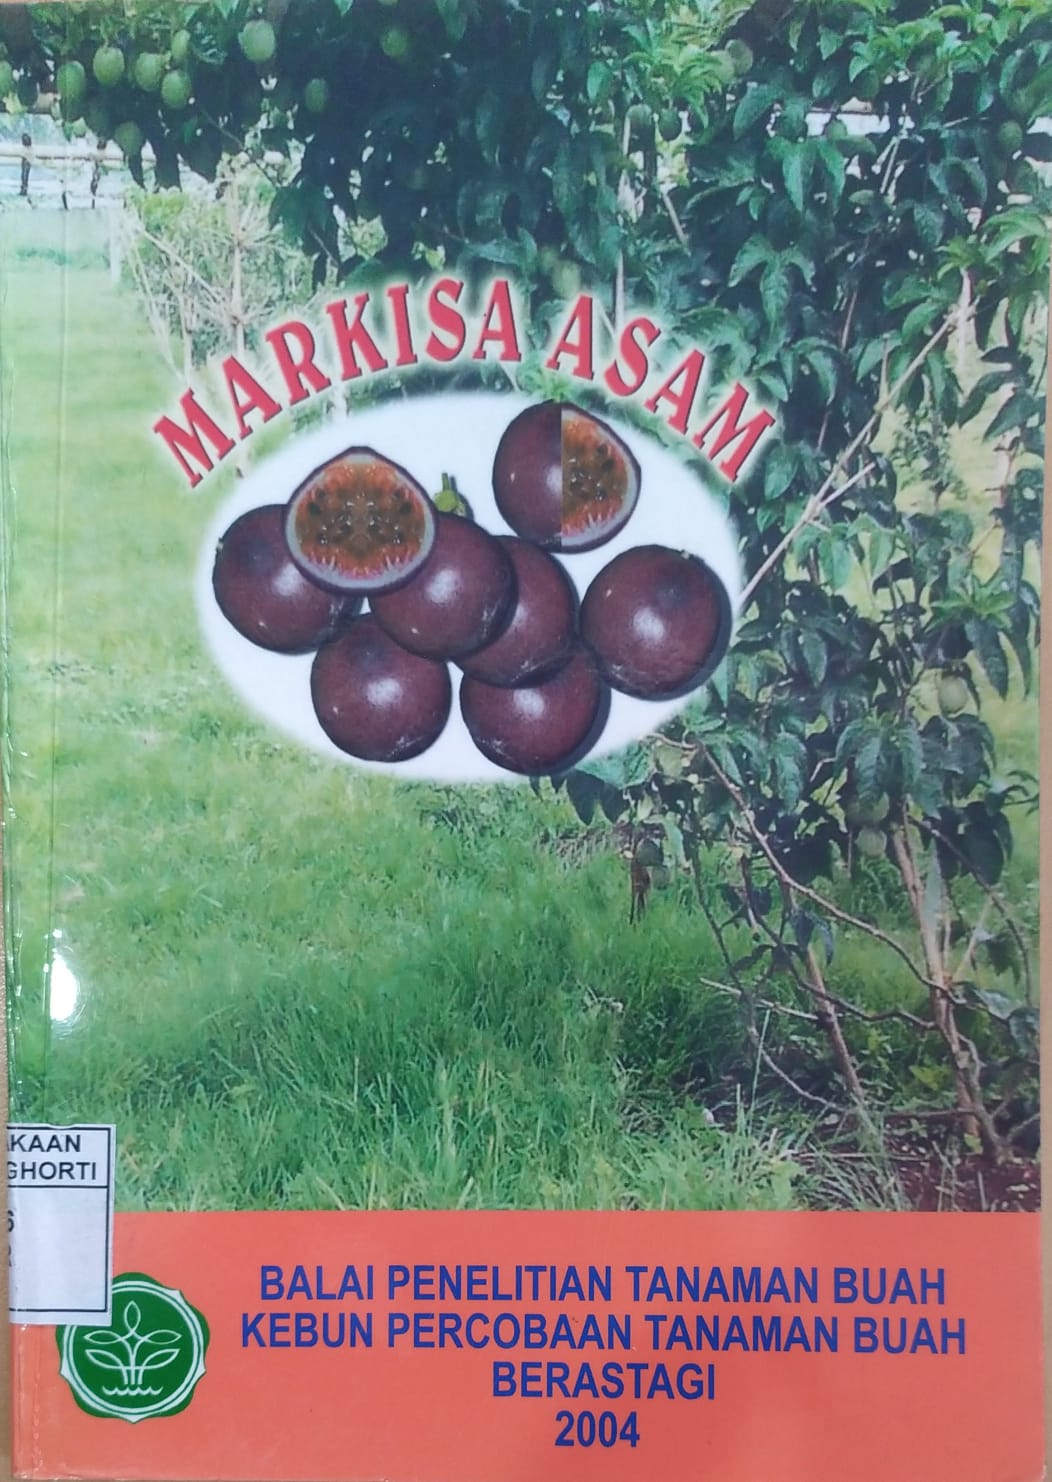 MARKISA ASAM
AKAAN
GHORTI
BALAI PENELITIAN TANAMAN BUAH
KEBUN PERCOBAAN TANAMAN BUAH
BERASTAGI
2004